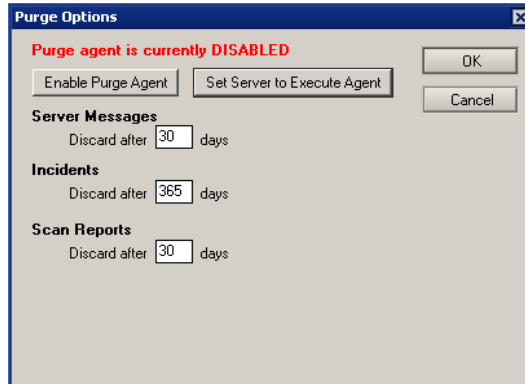 Purge Options
Purge agent is currently DISABLED
OK
Enable Purge Agent
Set Server to Execute Agent
Cancel
Server Messages
Discard after 30 days
Incidents
Discard after 365 days
Scan Reports
Discard after 30 days